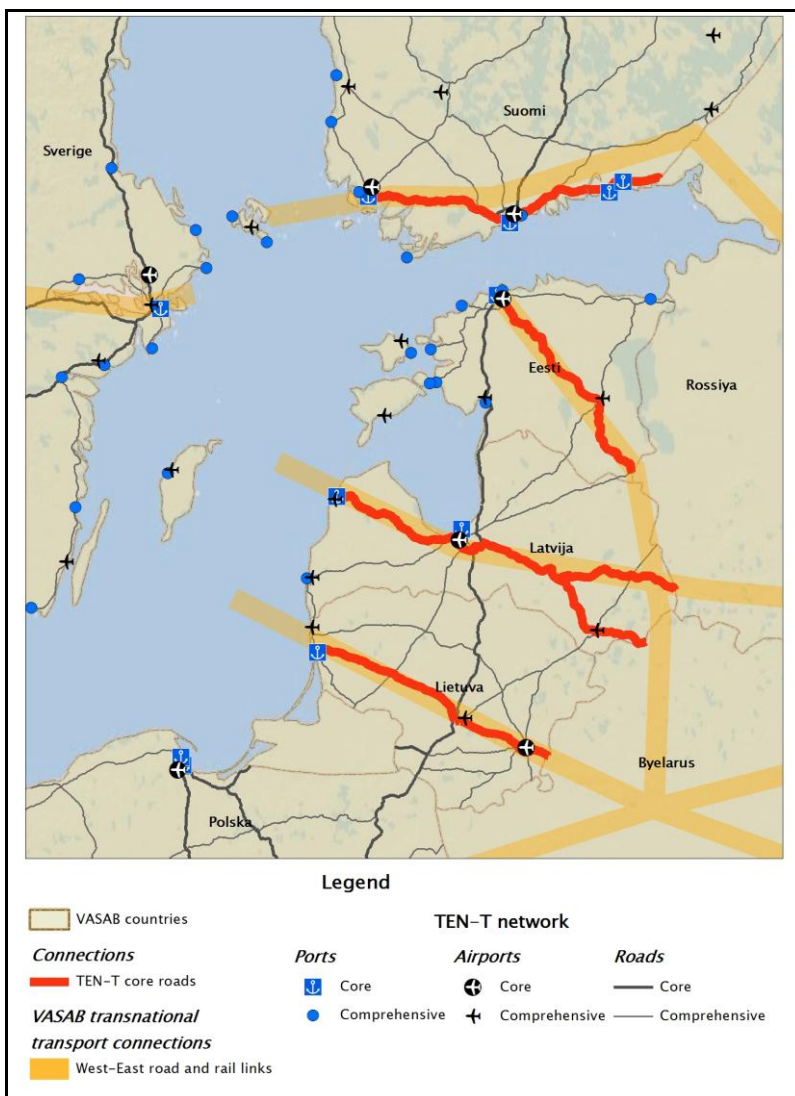 Suomi
Sverige
Eesti
Rossiya
Latvija
Lietuva
Byelarus
Polska
Legend
VASAB countries
TEN-T network
Connections
Ports
Airports
Roads
TEN-T core roads
Core
Core
Core
VASAB transnational
transport connections
Comprehensive
Comprehensive
Comprehensive
West-East road and rail links